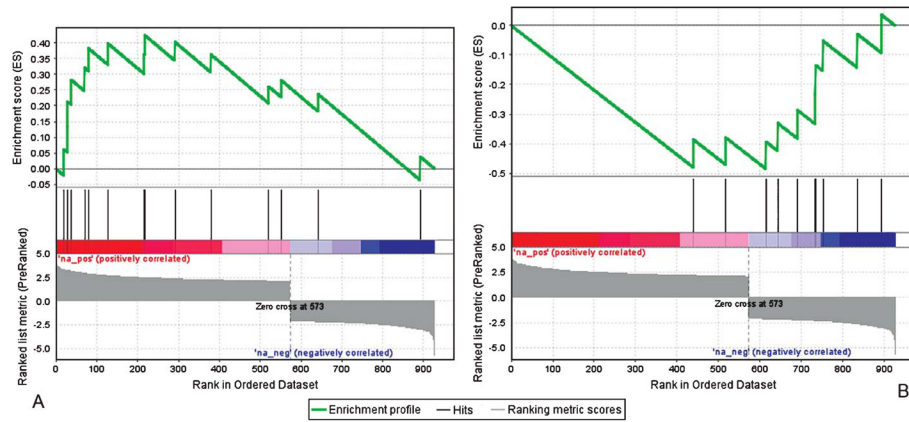 Enrichment score (ES)
0.40
0.35
0.30
0.25
0.20
0.15
0.10
0.05
0.00
-0.05
Ranked list metric (PreRanked)
5.0
2.5
0.0
-2.5
-5.0
'na_pos' (positively correlated)
Zero cross at 573
'na_neg' (negatively correlated)
0 100 200 300 400 500 600 700 800 900
Rank in Ordered Dataset
A
Enrichment score (ES)
0.0
-0.1
-0.2
-0.3
-0.4
-0.5
Ranked list metric (PreRanked)
5.0
2.5
0.0
-2.5
-5.0
'na_pos' (positively correlated)
Zero cross at 573
'na_neg' (negatively correlated)
0 100 200 300 400 500 600 700 800 900
Rank in Ordered Dataset
B
Enrichment profile Hits Ranking metric scores